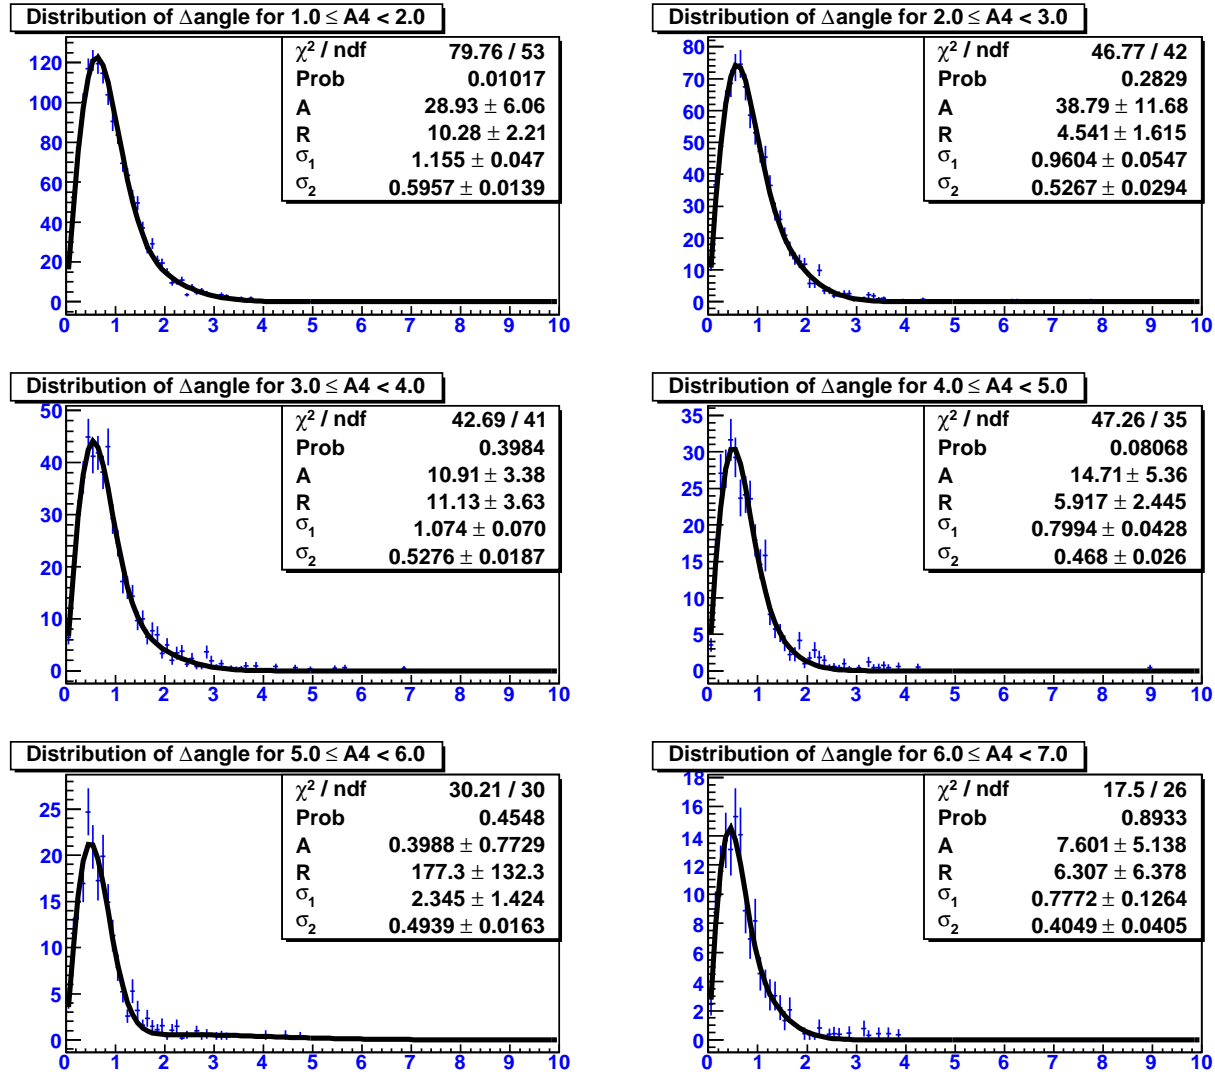 Distribution of Δangle for 1.0 ≤ A4 < 2.0
χ² / ndf 79.76 / 53
Prob 0.01017
A 28.93 ± 6.06
R 10.28 ± 2.21
σ₁ 1.155 ± 0.047
σ₂ 0.5957 ± 0.0139
120
100
80
60
40
20
0
0 1 2 3 4 5 6 7 8 9 10
Distribution of Δangle for 2.0 ≤ A4 < 3.0
χ² / ndf 46.77 / 42
Prob 0.2829
A 38.79 ± 11.68
R 4.541 ± 1.615
σ₁ 0.9604 ± 0.0547
σ₂ 0.5267 ± 0.0294
80
70
60
50
40
30
20
10
0
0 1 2 3 4 5 6 7 8 9 10
Distribution of Δangle for 3.0 ≤ A4 < 4.0
χ² / ndf 42.69 / 41
Prob 0.3984
A 10.91 ± 3.38
R 11.13 ± 3.63
σ₁ 1.074 ± 0.070
σ₂ 0.5276 ± 0.0187
50
40
30
20
10
0
0 1 2 3 4 5 6 7 8 9 10
Distribution of Δangle for 4.0 ≤ A4 < 5.0
χ² / ndf 47.26 / 35
Prob 0.08068
A 14.71 ± 5.36
R 5.917 ± 2.445
σ₁ 0.7994 ± 0.0428
σ₂ 0.468 ± 0.026
35
30
25
20
15
10
5
0
0 1 2 3 4 5 6 7 8 9 10
Distribution of Δangle for 5.0 ≤ A4 < 6.0
χ² / ndf 30.21 / 30
Prob 0.4548
A 0.3988 ± 0.7729
R 177.3 ± 132.3
σ₁ 2.345 ± 1.424
σ₂ 0.4939 ± 0.0163
25
20
15
10
5
0
0 1 2 3 4 5 6 7 8 9 10
Distribution of Δangle for 6.0 ≤ A4 < 7.0
χ² / ndf 17.5 / 26
Prob 0.8933
A 7.601 ± 5.138
R 6.307 ± 6.378
σ₁ 0.7772 ± 0.1264
σ₂ 0.4049 ± 0.0405
18
16
14
12
10
8
6
4
2
0
0 1 2 3 4 5 6 7 8 9 10